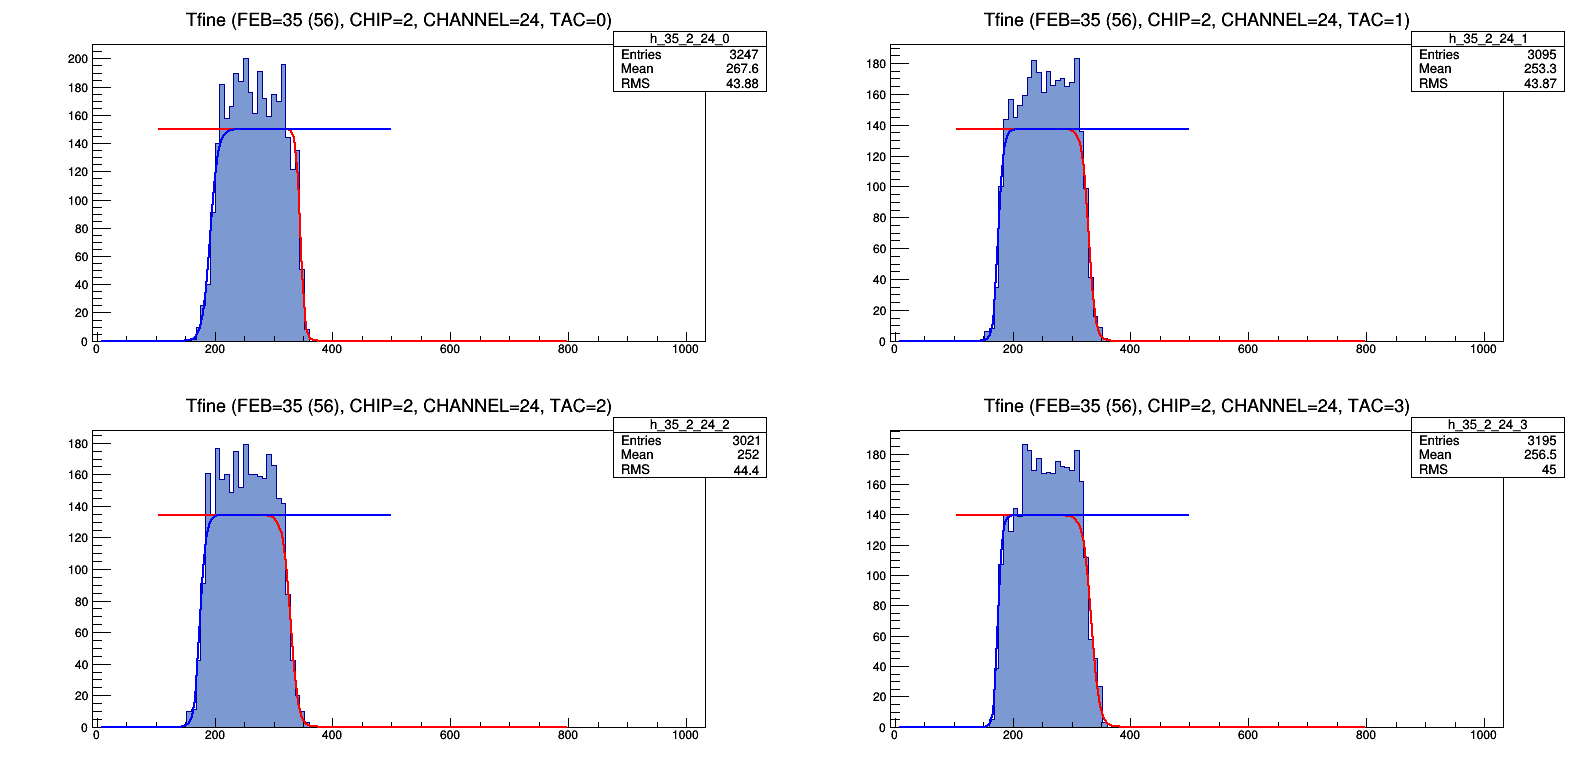 Tfine (FEB=35 (56), CHIP=2, CHANNEL=24, TAC=0)
h_35_2_24_0
Entries 3247
Mean 267.6
RMS 43.88
200
180
160
140
120
100
80
60
40
20
0
0 200 400 600 800 1000
Tfine (FEB=35 (56), CHIP=2, CHANNEL=24, TAC=1)
h_35_2_24_1
Entries 3095
Mean 253.3
RMS 43.87
180
160
140
120
100
80
60
40
20
0
0 200 400 600 800 1000
Tfine (FEB=35 (56), CHIP=2, CHANNEL=24, TAC=2)
h_35_2_24_2
Entries 3021
Mean 252
RMS 44.4
180
160
140
120
100
80
60
40
20
0
0 200 400 600 800 1000
Tfine (FEB=35 (56), CHIP=2, CHANNEL=24, TAC=3)
h_35_2_24_3
Entries 3195
Mean 256.5
RMS 45
180
160
140
120
100
80
60
40
20
0
0 200 400 600 800 1000